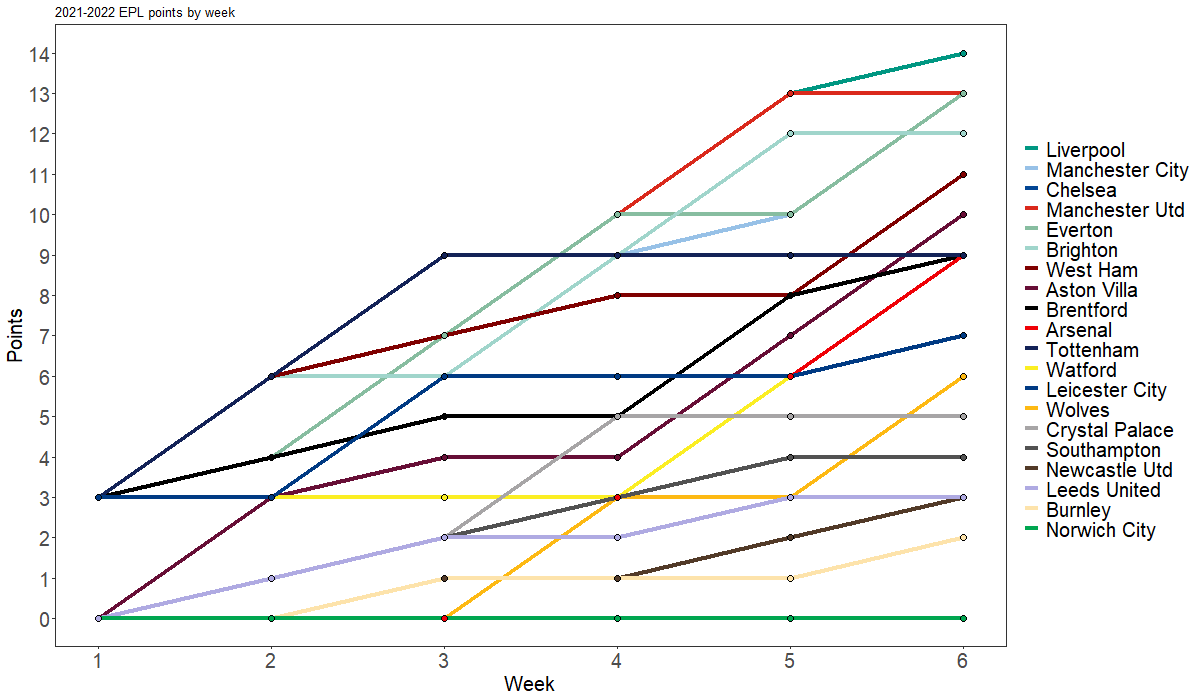 2021-2022 EPL points by week
Points
14
13
12
11
10
9
8
7
6
5
4
3
2
1
0
1 2 3 4 5 6
Week
Liverpool
Manchester City
Chelsea
Manchester Utd
Everton
Brighton
West Ham
Aston Villa
Brentford
Arsenal
Tottenham
Watford
Leicester City
Wolves
Crystal Palace
Southampton
Newcastle Utd
Leeds United
Burnley
Norwich City